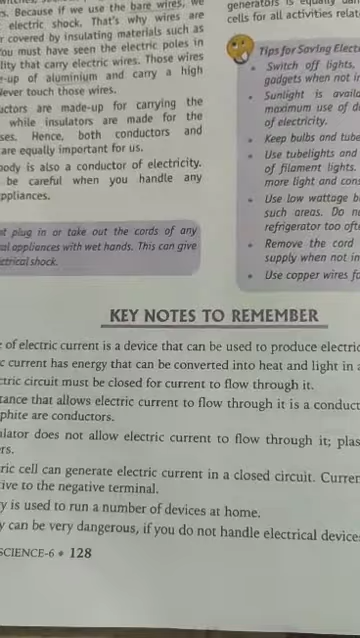 s. Because if we use the bare wires, we
electric shock. That's why wires are
r covered by insulating materials such as
You must have seen the electric poles in
lity that carry electric wires. Those wires
e-up of aluminium and carry a high
Never touch those wires.
uctors are made-up for carrying the
while insulators are made for the
ses. Hence, both conductors and
are equally important for us.
body is also a conductor of electricity.
be careful when you handle any
ppliances.
ot plug in or take out the cords of any
al appliances with wet hands. This can give
ectrical shock.
generators is equally
cells for all activities relat
Tips for Saving Elect
• Switch off lights,
gadgets when not in
• Sunlight is availa
maximum use of d
of electricity.
• Keep bulbs and tube
• Use tubelights and
of filament lights.
more light and cons
• Use low wattage b
such areas. Do n
refrigerator too oft
• Remove the cord
supply when not in
• Use copper wires fo
KEY NOTES TO REMEMBER
e of electric current is a device that can be used to produce electric
c current has energy that can be converted into heat and light in a
ctric circuit must be closed for current to flow through it.
tance that allows electric current to flow through it is a conduct
phite are conductors.
ulator does not allow electric current to flow through it; plas
ers.
ric cell can generate electric current in a closed circuit. Curren
tive to the negative terminal.
y is used to run a number of devices at home.
y can be very dangerous, if you do not handle electrical device
SCIENCE-6 • 128